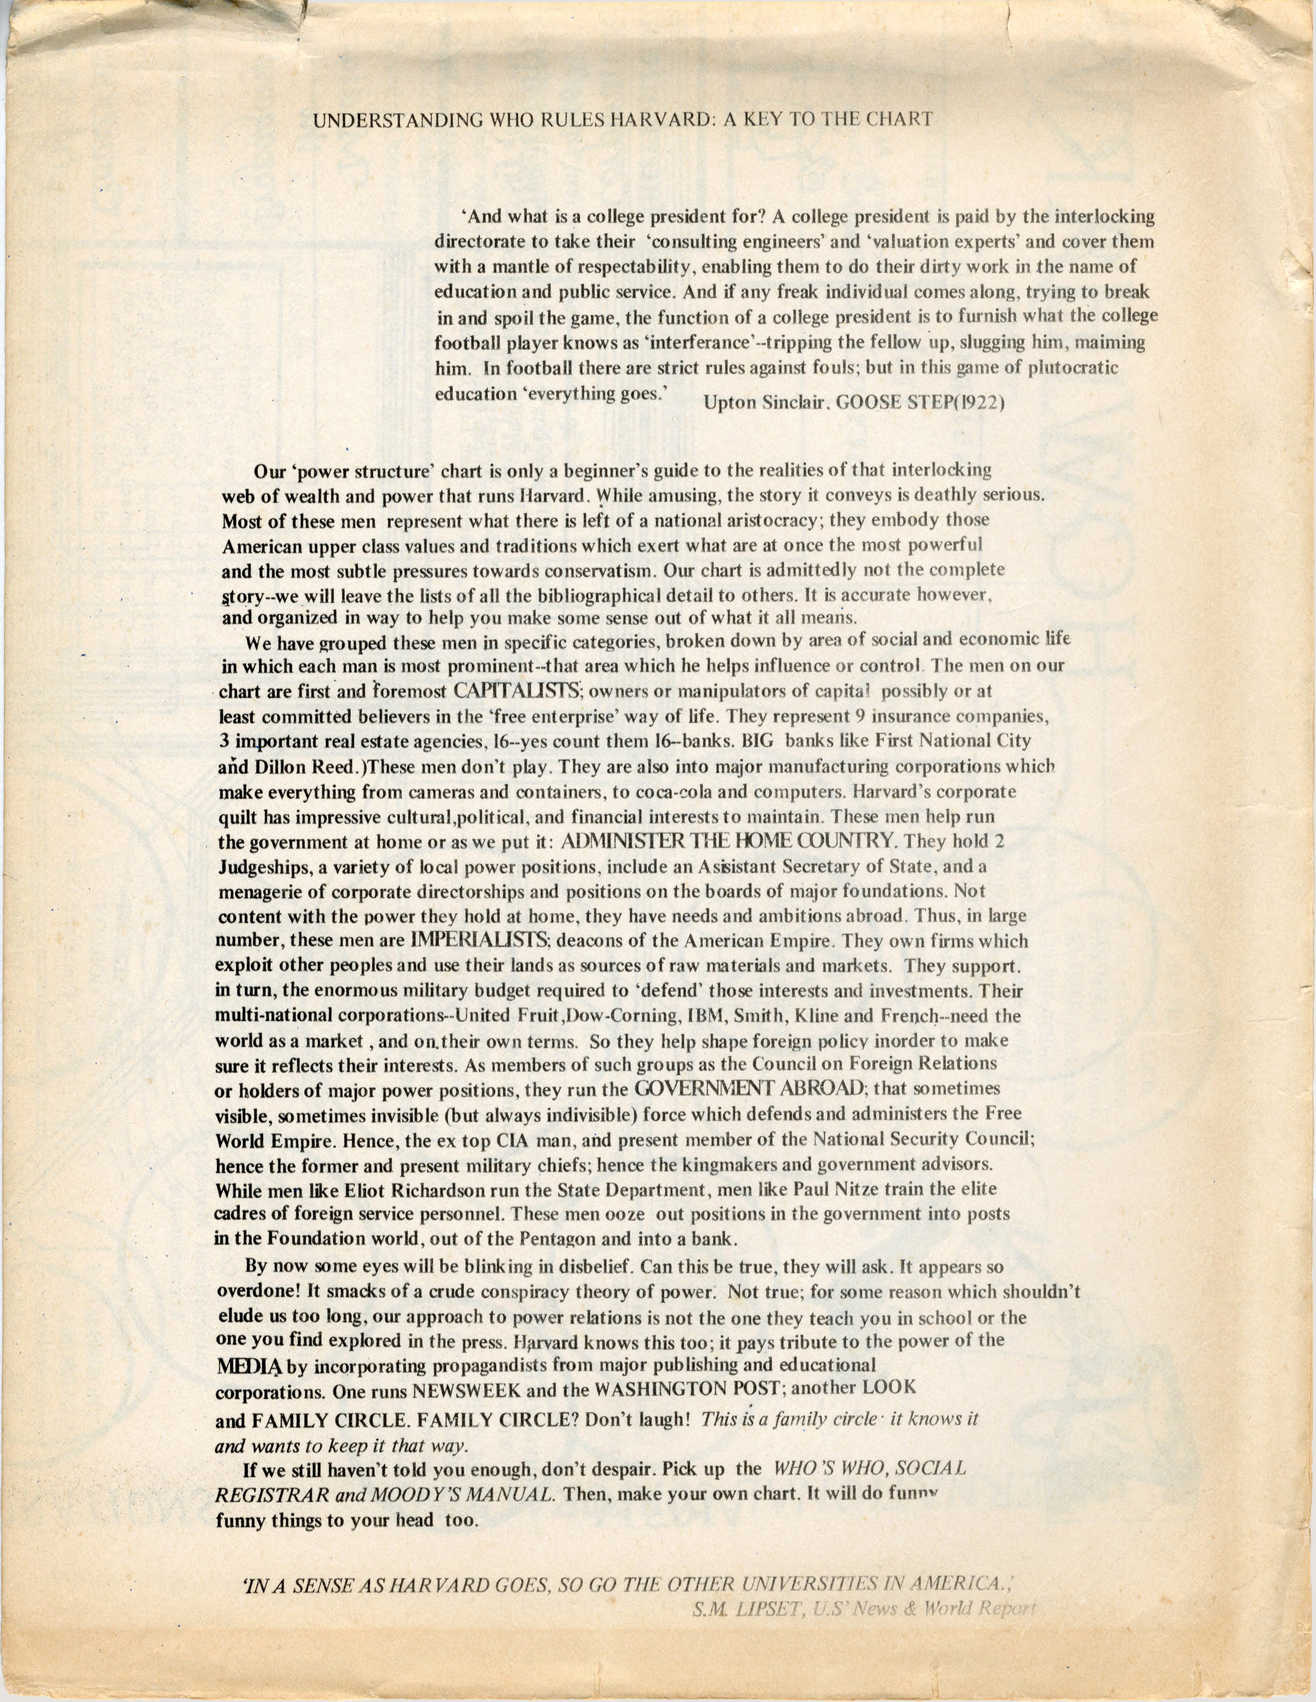 UNDERSTANDING WHO RULES HARVARD: A KEY TO THE CHART
‘And what is a college president for? A college president is paid by the interlocking
directorate to take their ‘consulting engineers’ and ‘valuation experts’ and cover them
with a mantle of respectability, enabling them to do their dirty work in the name of
education and public service. And if any freak individual comes along, trying to break
in and spoil the game, the function of a college president is to furnish what the college
football player knows as ‘interferance’--tripping the fellow up, slugging him, maiming
him. In football there are strict rules against fouls; but in this game of plutocratic
education ‘everything goes.’
Upton Sinclair. GOOSE STEP(1922)
Our ‘power structure’ chart is only a beginner’s guide to the realities of that interlocking
web of wealth and power that runs Harvard. While amusing, the story it conveys is deathly serious.
Most of these men represent what there is left of a national aristocracy; they embody those
American upper class values and traditions which exert what are at once the most powerful
and the most subtle pressures towards conservatism. Our chart is admittedly not the complete
story--we will leave the lists of all the bibliographical detail to others. It is accurate however,
and organized in way to help you make some sense out of what it all means.
We have grouped these men in specific categories, broken down by area of social and economic life
in which each man is most prominent--that area which he helps influence or control. The men on our
chart are first and foremost CAPITALISTS; owners or manipulators of capital possibly or at
least committed believers in the ‘free enterprise’ way of life. They represent 9 insurance companies,
3 important real estate agencies, 16--yes count them 16--banks. BIG banks like First National City
and Dillon Reed.)These men don’t play. They are also into major manufacturing corporations which
make everything from cameras and containers, to coca-cola and computers. Harvard’s corporate
quilt has impressive cultural,political, and financial interests to maintain. These men help run
the government at home or as we put it: ADMINISTER THE HOME COUNTRY. They hold 2
Judgeships, a variety of local power positions, include an Assistant Secretary of State, and a
menagerie of corporate directorships and positions on the boards of major foundations. Not
content with the power they hold at home, they have needs and ambitions abroad. Thus, in large
number, these men are IMPERIALISTS; deacons of the American Empire. They own firms which
exploit other peoples and use their lands as sources of raw materials and markets. They support.
in turn, the enormous military budget required to ‘defend’ those interests and investments. Their
multi-national corporations--United Fruit,Dow-Corning, IBM, Smith, Kline and French--need the
world as a market , and on their own terms. So they help shape foreign policy inorder to make
sure it reflects their interests. As members of such groups as the Council on Foreign Relations
or holders of major power positions, they run the GOVERNMENT ABROAD; that sometimes
visible, sometimes invisible (but always indivisible) force which defends and administers the Free
World Empire. Hence, the ex top CIA man, and present member of the National Security Council;
hence the former and present military chiefs; hence the kingmakers and government advisors.
While men like Eliot Richardson run the State Department, men like Paul Nitze train the elite
cadres of foreign service personnel. These men ooze out positions in the government into posts
in the Foundation world, out of the Pentagon and into a bank.
By now some eyes will be blinking in disbelief. Can this be true, they will ask. It appears so
overdone! It smacks of a crude conspiracy theory of power. Not true; for some reason which shouldn’t
elude us too long, our approach to power relations is not the one they teach you in school or the
one you find explored in the press. Harvard knows this too; it pays tribute to the power of the
MEDIA by incorporating propagandists from major publishing and educational
corporations. One runs NEWSWEEK and the WASHINGTON POST; another LOOK
and FAMILY CIRCLE. FAMILY CIRCLE? Don’t laugh! This is a family circle· it knows it
and wants to keep it that way.
If we still haven’t told you enough, don’t despair. Pick up the WHO’S WHO, SOCIAL
REGISTRAR and MOODY’S MANUAL. Then, make your own chart. It will do funny
funny things to your head too.
‘IN A SENSE AS HARVARD GOES, SO GO THE OTHER UNIVERSITIES IN AMERICA.,’
S.M. LIPSET, U.S’ News & World Report